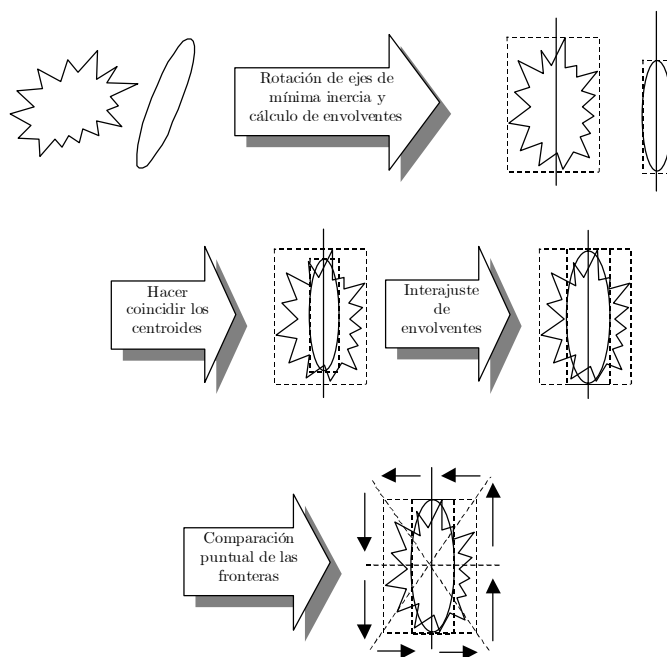 Rotación de ejes de
mínima inercia y
cálculo de envolventes
Hacer
coincidir los
centroides
Interajuste
de
envolventes
Comparación
puntual de las
fronteras